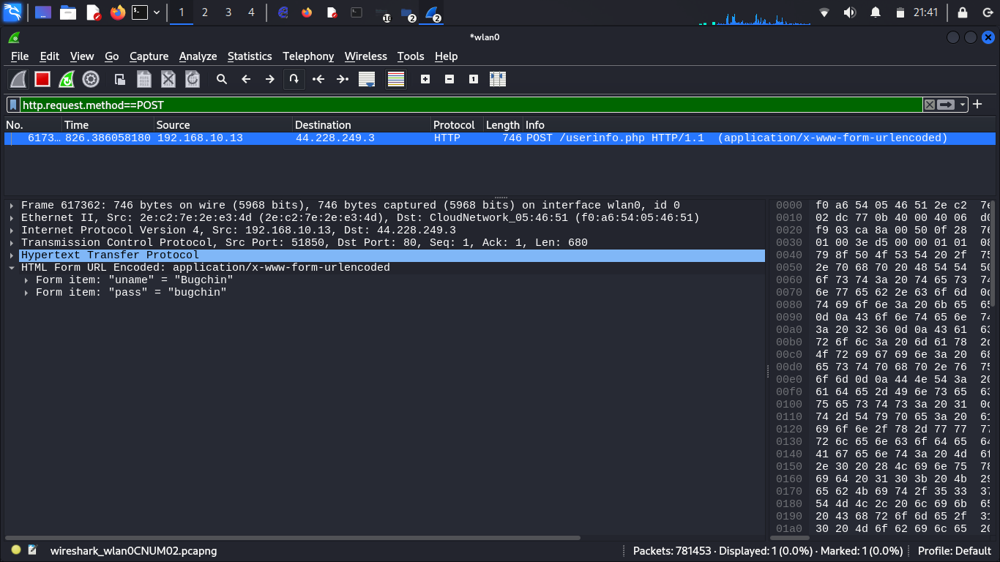 1 2 3 4 16 2 2 21:41
*wlan0
File Edit View Go Capture Analyze Statistics Telephony Wireless Tools Help
http.request.method==POST
No. Time Source Destination Protocol Length Info
6173… 826.386058180 192.168.10.13 44.228.249.3 HTTP 746 POST /userinfo.php HTTP/1.1 (application/x-www-form-urlencoded)
Frame 617362: 746 bytes on wire (5968 bits), 746 bytes captured (5968 bits) on interface wlan0, id 0
Ethernet II, Src: 2e:c2:7e:2e:e3:4d (2e:c2:7e:2e:e3:4d), Dst: CloudNetwork_05:46:51 (f0:a6:54:05:46:51)
Internet Protocol Version 4, Src: 192.168.10.13, Dst: 44.228.249.3
Transmission Control Protocol, Src Port: 51850, Dst Port: 80, Seq: 1, Ack: 1, Len: 680
Hypertext Transfer Protocol
HTML Form URL Encoded: application/x-www-form-urlencoded
Form item: "uname" = "Bugchin"
Form item: "pass" = "bugchin"
0000 f0 a6 54 05 46 51 2e c2 7e
0010 02 dc 77 0b 40 00 40 06 d0
0020 f9 03 ca 8a 00 50 0f 28 76
0030 01 00 3e d5 00 00 01 01 08
0040 79 8f 50 4f 53 54 20 2f 75
0050 2e 70 68 70 20 48 54 54 50
0060 6f 73 74 3a 20 74 65 73 74
0070 6e 77 65 62 2e 63 6f 6d 0d
0080 74 69 6f 6e 3a 20 6b 65 65
0090 0d 0a 43 6f 6e 74 65 6e 74
00a0 3a 20 32 36 0d 0a 43 61 63
00b0 72 6f 6c 3a 20 6d 61 78 2d
00c0 4f 72 69 67 69 6e 3a 20 68
00d0 65 73 74 70 68 70 2e 76 75
00e0 6f 6d 0d 0a 44 4e 54 3a 20
00f0 61 64 65 2d 49 6e 73 65 63
0100 75 65 73 74 73 3a 20 31 0d
0110 74 2d 54 79 70 65 3a 20 61
0120 69 6f 6e 2f 78 2d 77 77 77
0130 72 6c 65 6e 63 6f 64 65 64
0140 41 67 65 6e 74 3a 20 4d 6f
0150 2e 30 20 28 4c 69 6e 75 78
0160 69 64 20 31 30 3b 20 4b 29
0170 65 62 4b 69 74 2f 35 33 37
0180 54 4d 4c 2c 20 6c 69 6b 65
0190 20 43 68 72 6f 6d 65 2f 31
01a0 30 20 4d 6f 62 69 6c 65 20
wireshark_wlan0CNUM02.pcapng Packets: 781453 · Displayed: 1 (0.0%) · Marked: 1 (0.0%) Profile: Default